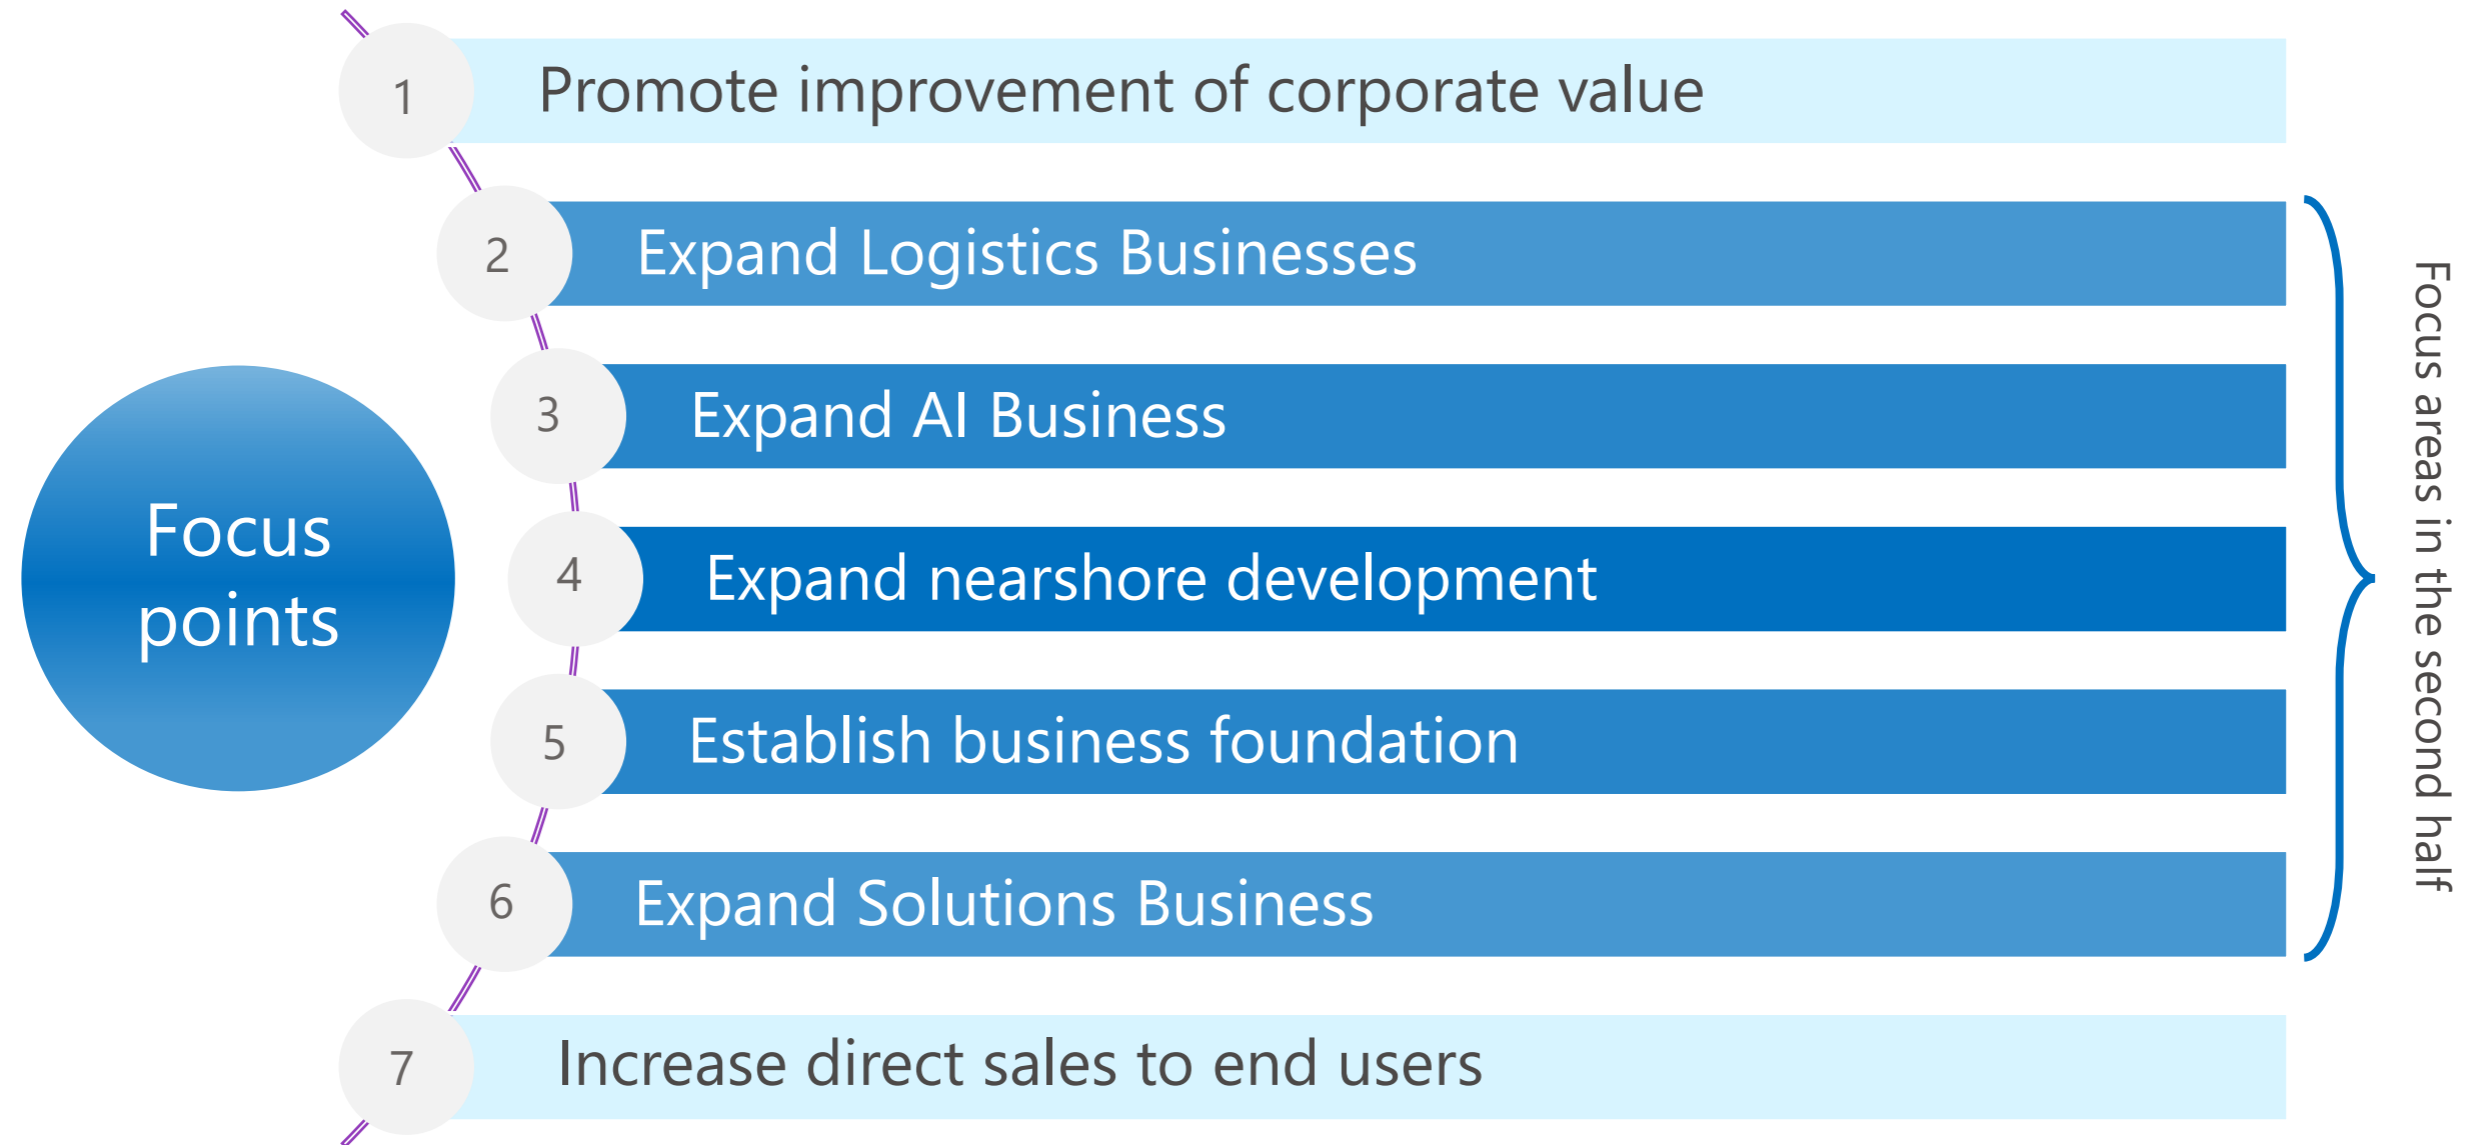 Focus
points
1
Promote improvement of corporate value
2
Expand Logistics Businesses
3
Expand AI Business
4
Expand nearshore development
5
Establish business foundation
6
Expand Solutions Business
7
Increase direct sales to end users
Focus areas in the second half